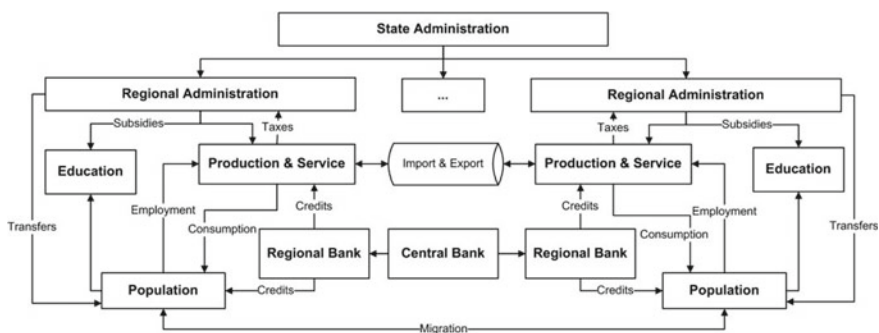 State Administration
Regional Administration
...
Regional Administration
Subsidies
Taxes
Taxes
Subsidies
Education
Production & Service
Import & Export
Production & Service
Education
Employment
Credits
Credits
Employment
Transfers
Consumption
Consumption
Transfers
Regional Bank
Central Bank
Regional Bank
Population
Credits
Credits
Population
Migration